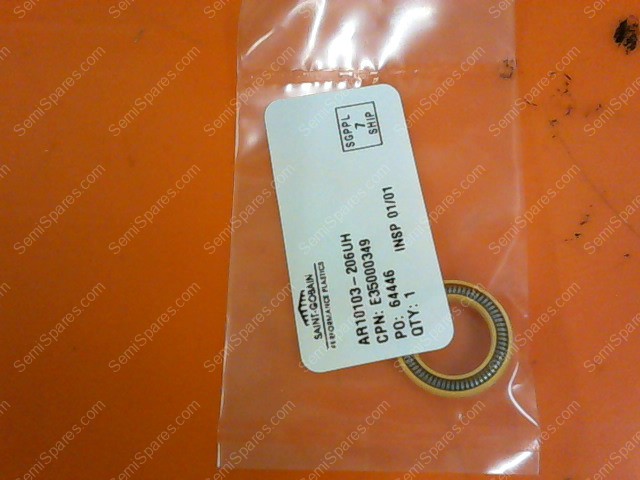 SAINT-GOBAIN
PERFORMANCE PLASTICS
AR10103-206UH
CPN: E35000349
PO: 64446 INSP 01/01
QTY: 1
SGPPL
7
SHIP
SemiSpares.com